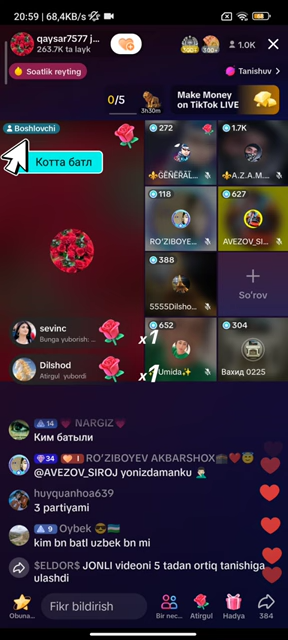 20:59 | 68,4KB/s
qaysar7577 j...
263.7K ta layk
1.0K
Soatlik reyting
Tanishuv >
0/5
3h30m
Make Money
on TikTok LIVE
Boshlovchi
Котта батл
272
1.7K
A.Z.A.M....
118
627
RO'ZIBOYE...
AVEZOV_SI...
388
5555Dilsho...
So'rov
sevinc
Bunga yuborish: ...
x1
652
304
Umida✨
Вахид 0225
Dilshod
Atirgul yubordi
x1
14 NARGIZ
Ким батыли
34 I RO'ZIBOYEV AKBARSHOX
@AVEZOV_SIROJ yonizdamanku
huyquanhoa639
3 partiyami
9 Oybek
kim bn batl uzbek bn mi
$ELDOR$ JONLI videoni 5 tadan ortiq tanishiga
ulashdi
Obuna...
Fikr bildirish
Bir nec...
Atirgul
Hadya
384